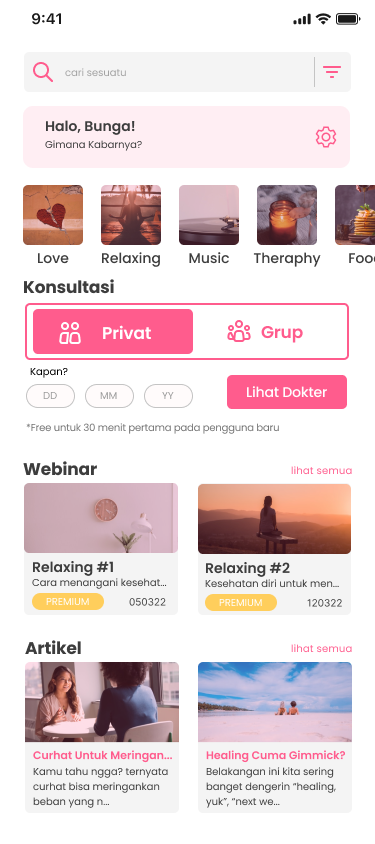 9:41
cari sesuatu
Halo, Bunga!
Gimana Kabarnya?
Love Relaxing Music Theraphy Food
Konsultasi
Privat Grup
Kapan?
DD MM YY
Lihat Dokter
*Free untuk 30 menit pertama pada pengguna baru
Webinar lihat semua
Relaxing #1
Cara menangani kesehat...
PREMIUM 050322
Relaxing #2
Kesehatan diri untuk men...
PREMIUM 120322
Artikel lihat semua
Curhat Untuk Meringan...
Kamu tahu ngga? ternyata
curhat bisa meringankan
beban yang n...
Healing Cuma Gimmick?
Belakangan ini kita sering
banget dengerin “healing,
yuk”, “next we...